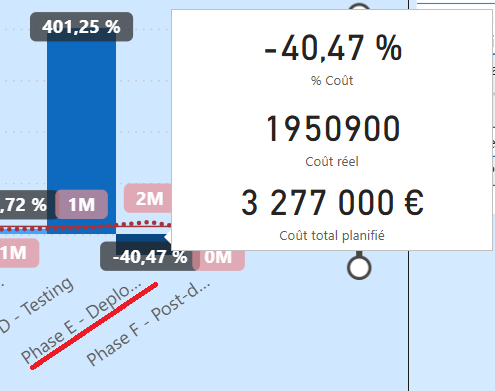 401,25 %
-40,47 %
% Coût
1950900
Coût réel
3 277 000 €
Coût total planifié
,72 %
1M
2M
1M
-40,47 %
0M
D - Testing
Phase E - Deplo...
Phase F - Post-d...